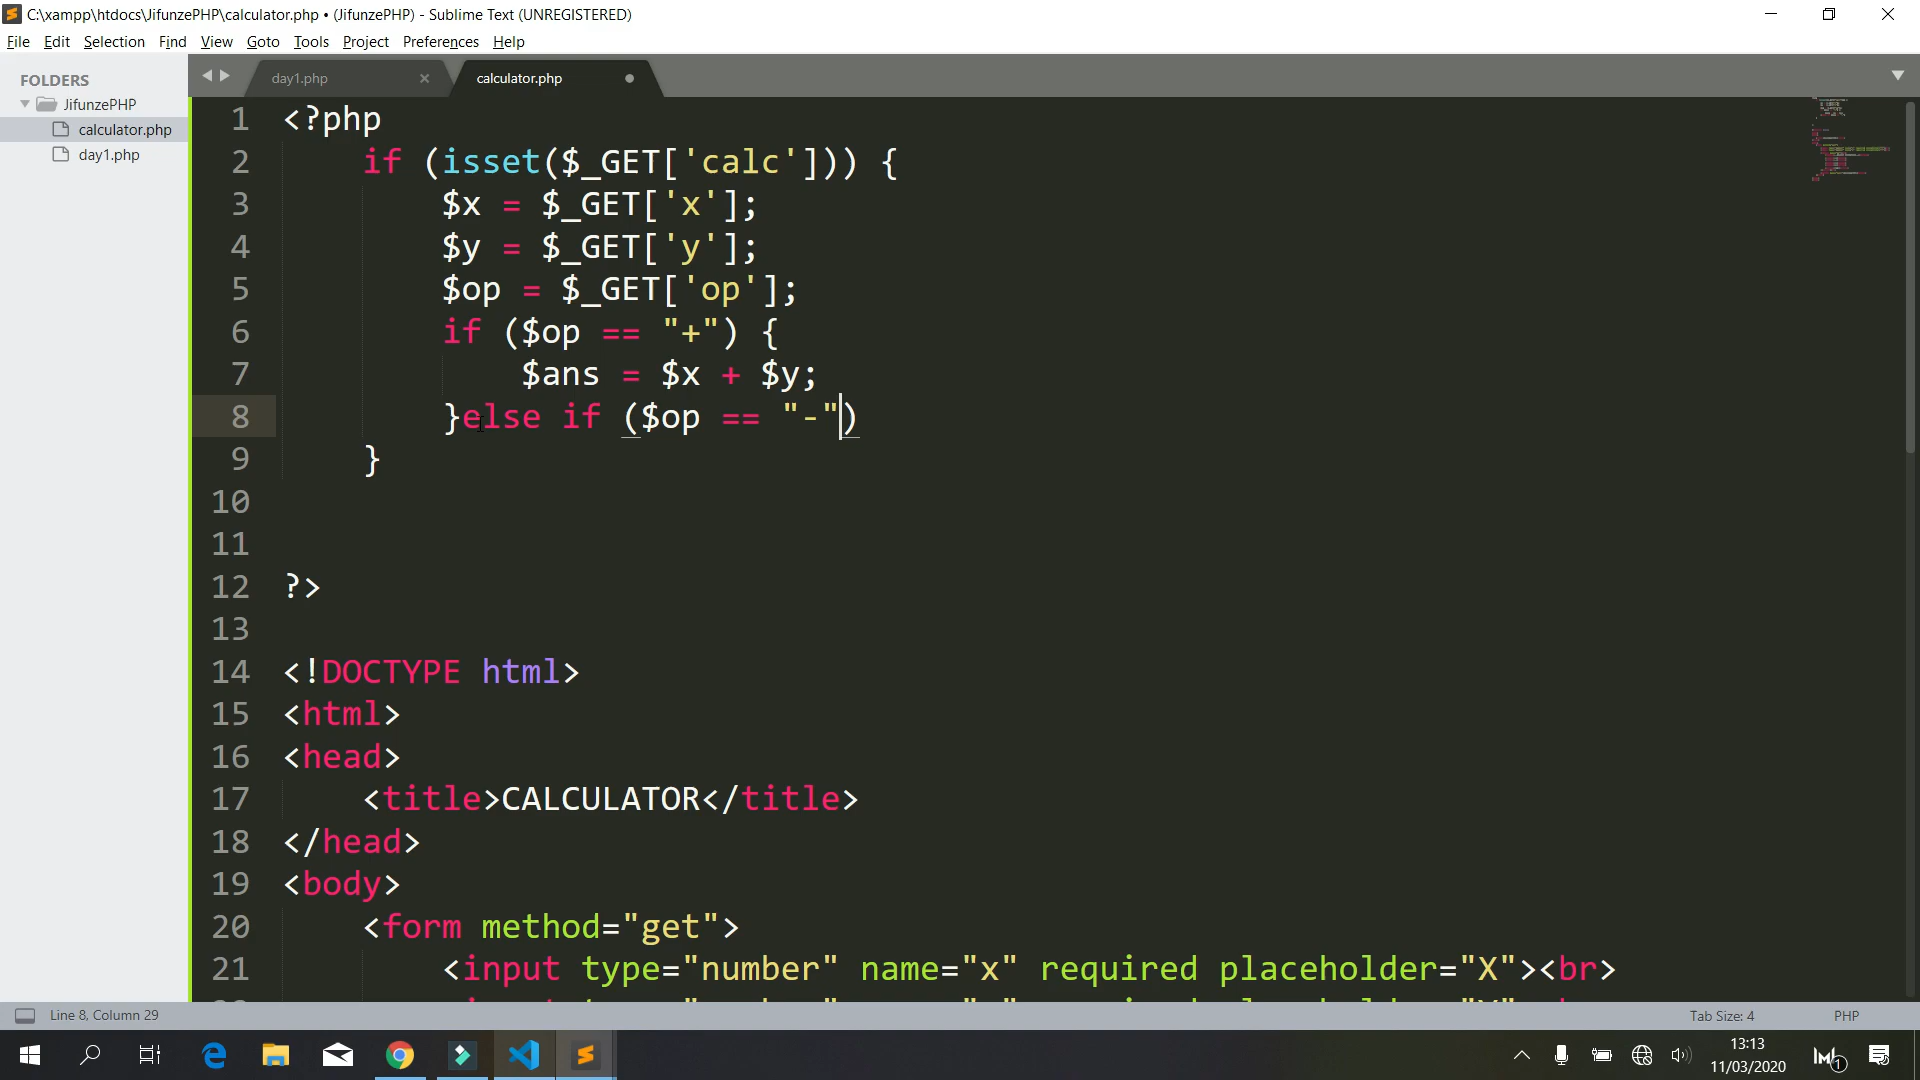 C:\xampp\htdocs\JifunzePHP\calculator.php • (JifunzePHP) - Sublime Text (UNREGISTERED)
File Edit Selection Find View Goto Tools Project Preferences Help
FOLDERS
JifunzePHP
calculator.php
day1.php
day1.php × calculator.php
1 <?php
2 if (isset($_GET['calc'])) {
3 $x = $_GET['x'];
4 $y = $_GET['y'];
5 $op = $_GET['op'];
6 if ($op == "+") {
7 $ans = $x + $y;
8 }else if ($op == "-")
9 }
10
11
12 ?>
13
14 <!DOCTYPE html>
15 <html>
16 <head>
17 <title>CALCULATOR</title>
18 </head>
19 <body>
20 <form method="get">
21 <input type="number" name="x" required placeholder="X"><br>
Line 8, Column 29
Tab Size: 4
PHP
13:13
11/03/2020
1